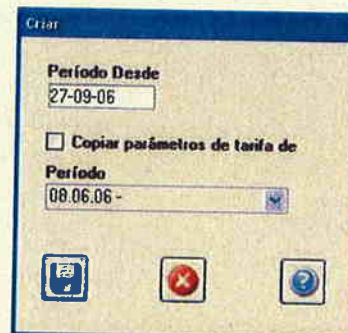 Criar
Período Desde
27-09-06
Copiar parâmetros de tarifa de
Período
08.06.06 -
?